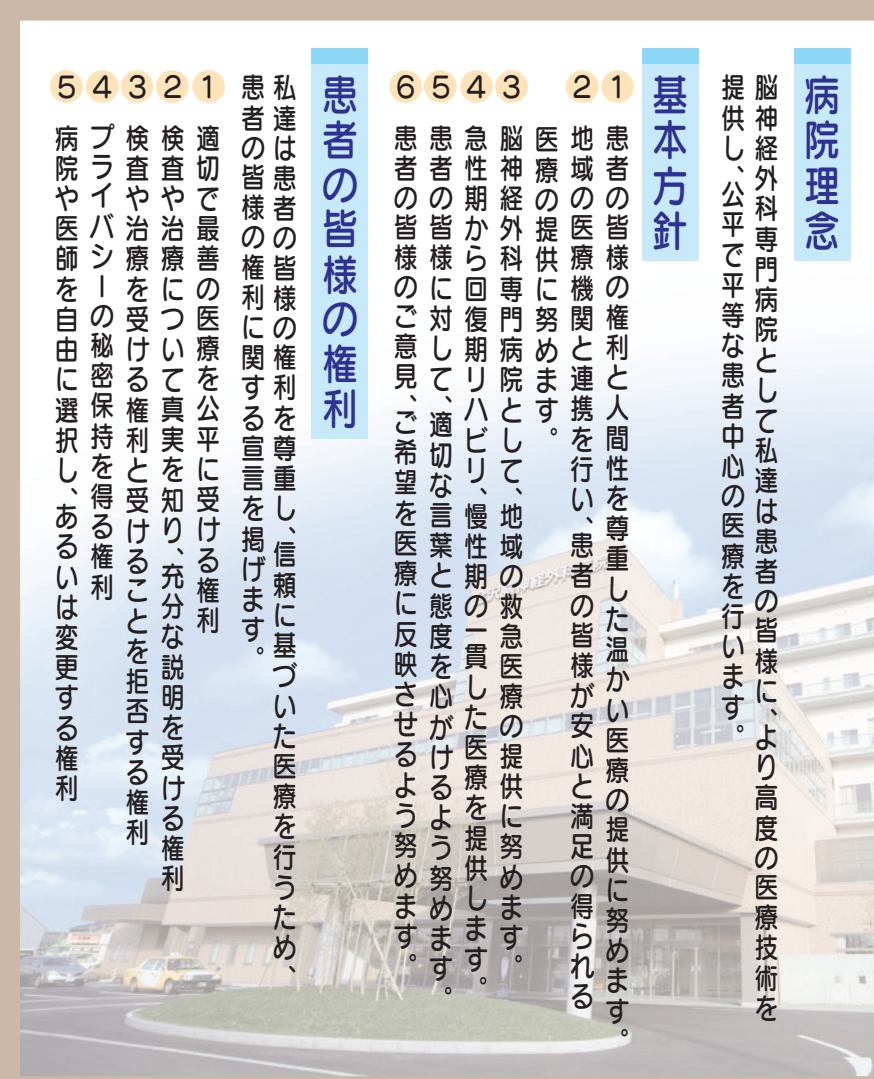 病院理念
脳神経外科専門病院として私達は患者の皆様に、より高度の医療技術を
提供し、公平で平等な患者中心の医療を行います。
基本方針
1 患者の皆様の権利と人間性を尊重した温かい医療の提供に努めます。
2 地域の医療機関と連携を行い、患者の皆様が安心と満足の得られる
医療の提供に努めます。
3 脳神経外科専門病院として、地域の救急医療の提供に努めます。
4 急性期から回復期リハビリ、慢性期の一貫した医療を提供します。
5 患者の皆様に対して、適切な言葉と態度を心がけるよう努めます。
6 患者の皆様のご意見、ご希望を医療に反映させるよう努めます。
患者の皆様の権利
私達は患者の皆様の権利を尊重し、信頼に基づいた医療を行うため、
患者の皆様の権利に関する宣言を掲げます。
1 適切で最善の医療を公平に受ける権利
2 検査や治療について真実を知り、充分な説明を受ける権利
3 検査や治療を受ける権利と受けることを拒否する権利
4 プライバシーの秘密保持を得る権利
5 病院や医師を自由に選択し、あるいは変更する権利